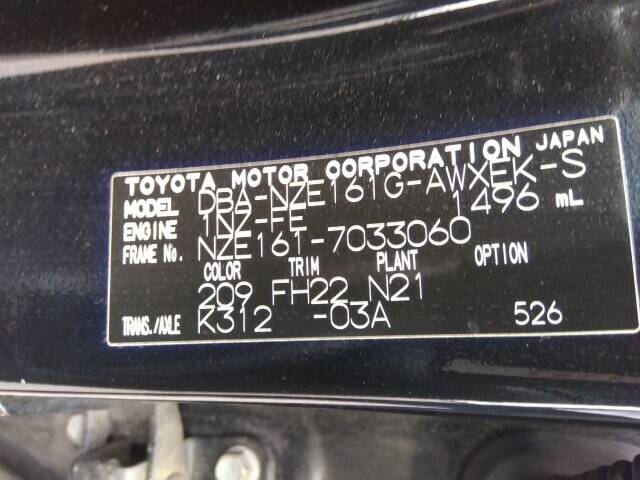 TOYOTA MOTOR CORPORATION JAPAN
MODEL DBA-NZE161G-AWXEK-S
ENGINE 1NZ-FE 1496 mL
FRAME No. NZE161-7033060
COLOR TRIM PLANT OPTION
209 FH22 N21
TRANS./AXLE K312 -03A 526